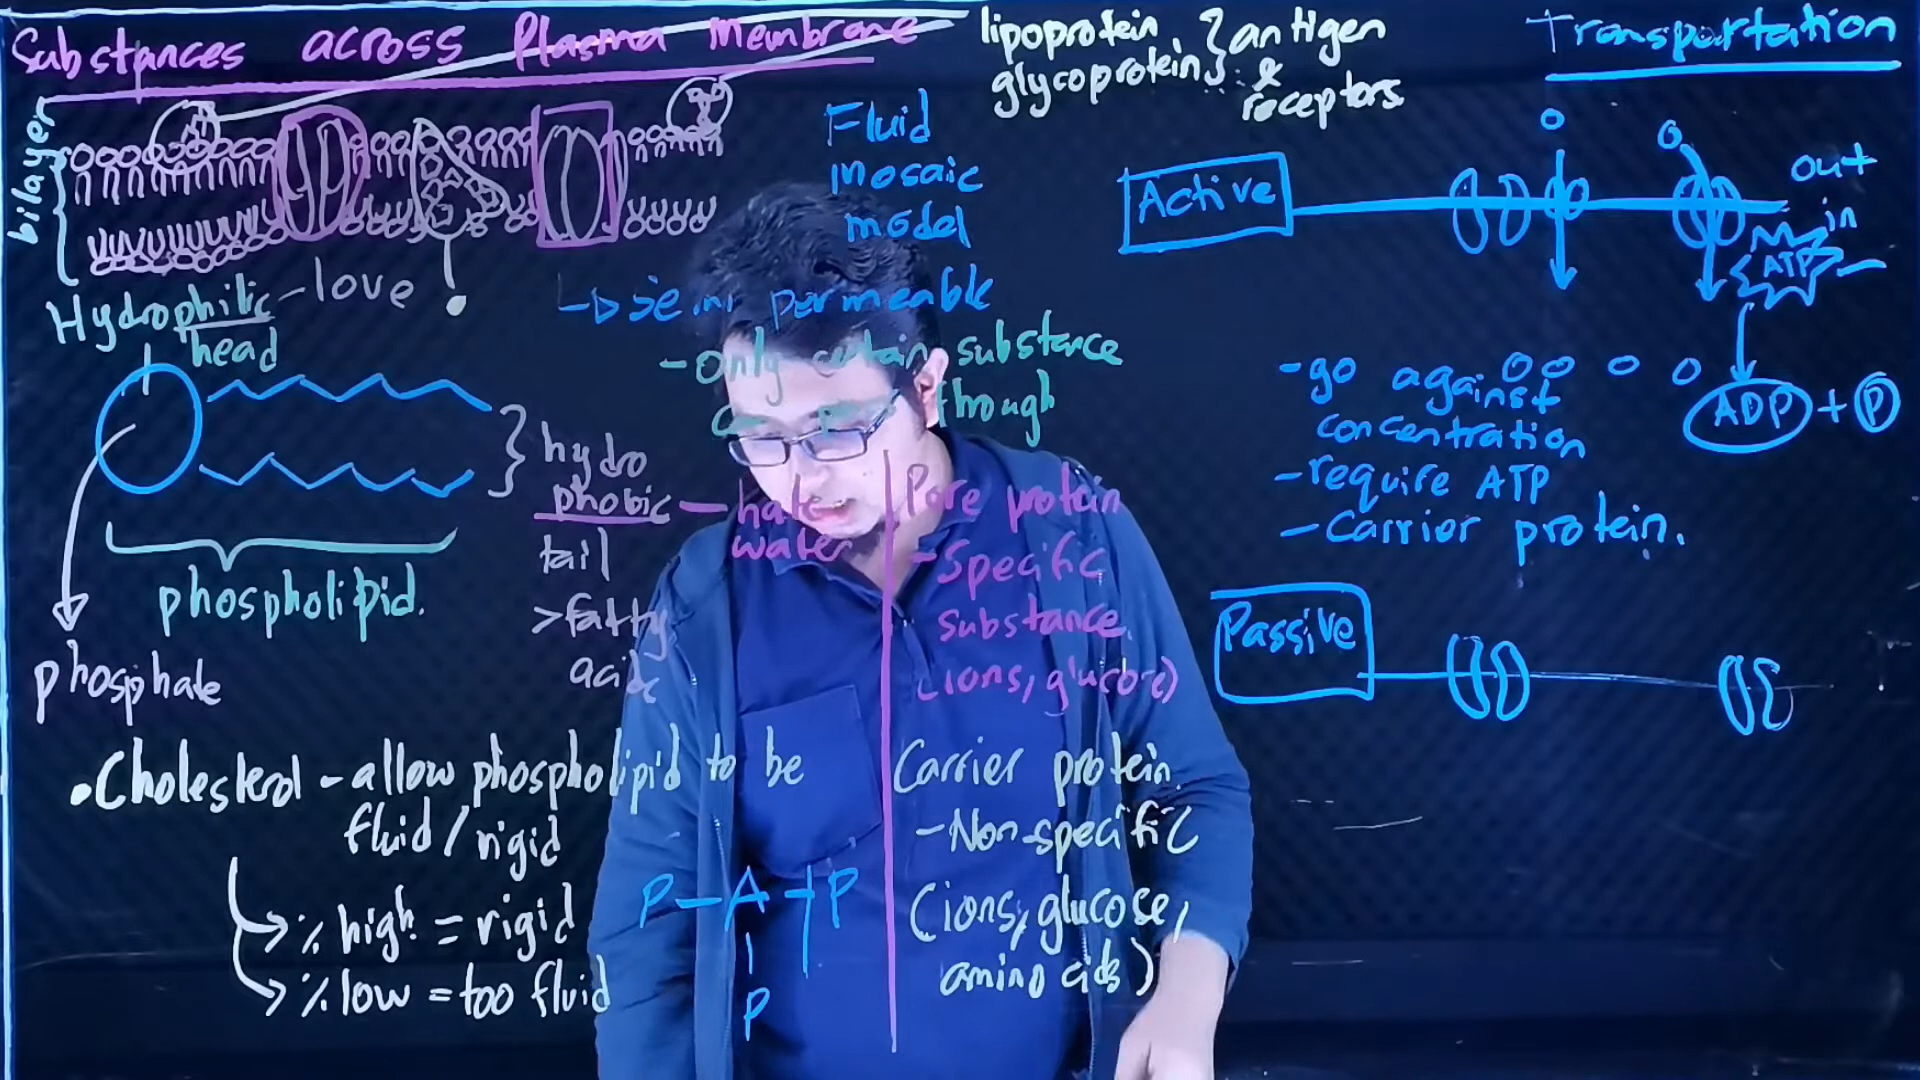 Substances across Plasma Membrane
lipoprotein
glycoprotein
antigen
&
receptors
Transportation
bilayer
Fluid
mosaic
model
Active
out
in
ATP
Hydrophilic - love
head
semi permeable
- Only certain substance
through
- go against
concentration
- require ATP
- Carrier protein.
ADP + P
hydro
phobic - hate
water
tail
> fatty
acid
phospholipid.
phosphate
Pore protein
- Specific
substance
(ions, glucose)
Passive
• Cholesterol - allow phospholipid to be
fluid / rigid
% high = rigid
% low = too fluid
P - A - P
P
Carrier protein
- Non-specific
(ions, glucose,
amino acids)